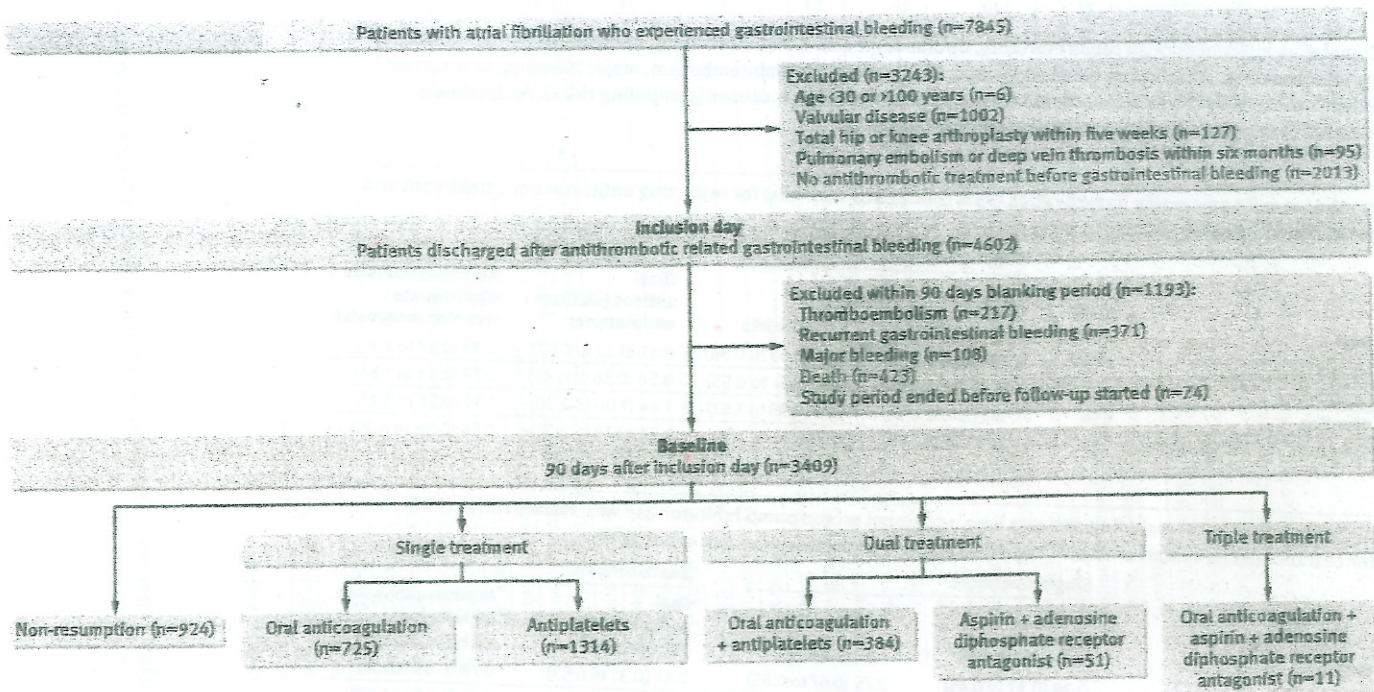 Patients with atrial fibrillation who experienced gastrointestinal bleeding (n=7845)
Excluded (n=3243):
Age <30 or >100 years (n=6)
Valvular disease (n=1002)
Total hip or knee arthroplasty within five weeks (n=127)
Pulmonary embolism or deep vein thrombosis within six months (n=95)
No antithrombotic treatment before gastrointestinal bleeding (n=2013)
Inclusion day
Patients discharged after antithrombotic related gastrointestinal bleeding (n=4602)
Excluded within 90 days blanking period (n=1193):
Thromboembolism (n=217)
Recurrent gastrointestinal bleeding (n=371)
Major bleeding (n=108)
Death (n=423)
Study period ended before follow-up started (n=74)
Baseline
90 days after inclusion day (n=3409)
Single treatment
Dual treatment
Triple treatment
Non-resumption (n=924)
Oral anticoagulation
(n=725)
Antiplatelets
(n=1314)
Oral anticoagulation
+ antiplatelets (n=384)
Aspirin + adenosine
diphosphate receptor
antagonist (n=51)
Oral anticoagulation +
aspirin + adenosine
diphosphate receptor
antagonist (n=11)